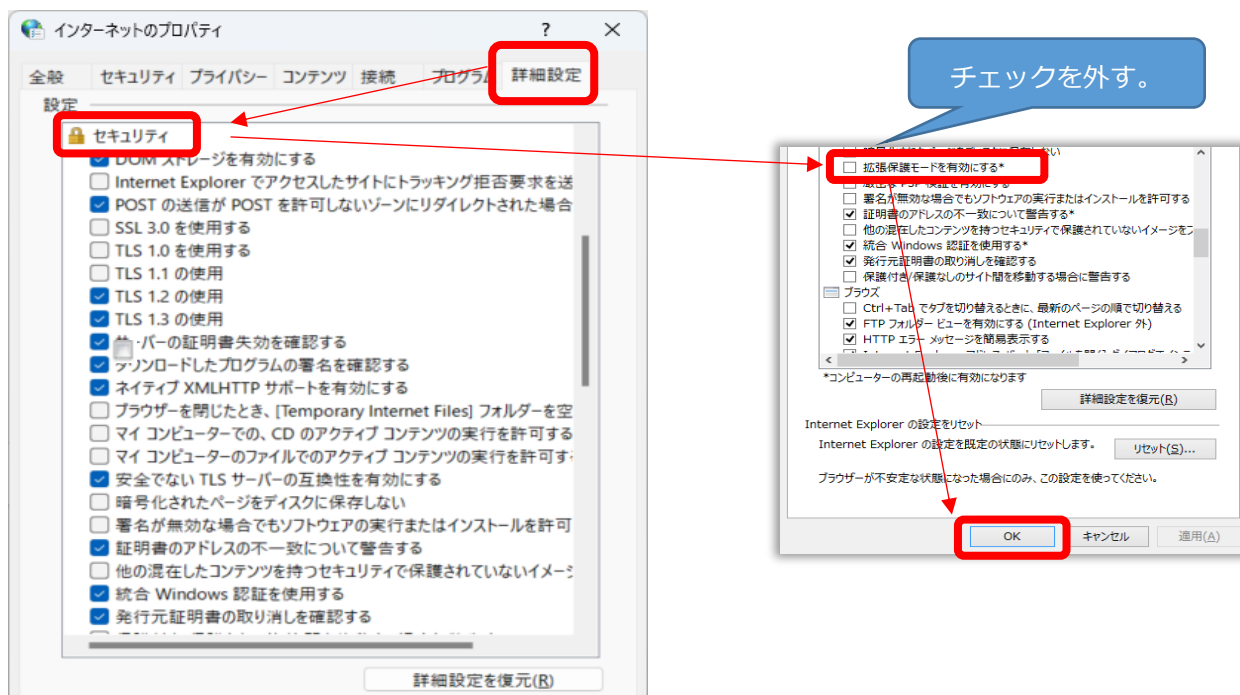 インターネットのプロパティ
?
全般 セキュリティ プライバシー コンテンツ 接続 プログラム 詳細設定
設定
セキュリティ
DOM ストレージを有効にする
Internet Explorer でアクセスしたサイトにトラッキング拒否要求を送
POST の送信が POST を許可しないゾーンにリダイレクトされた場合
SSL 3.0 を使用する
TLS 1.0 を使用する
TLS 1.1 の使用
TLS 1.2 の使用
TLS 1.3 の使用
ーバーの証明書失効を確認する
ダウンロードしたプログラムの署名を確認する
ネイティブ XMLHTTP サポートを有効にする
ブラウザーを閉じたとき、[Temporary Internet Files] フォルダーを空
マイ コンピューターでの、CD のアクティブ コンテンツの実行を許可する
マイ コンピューターのファイルでのアクティブ コンテンツの実行を許可す
安全でない TLS サーバーの互換性を有効にする
暗号化されたページをディスクに保存しない
署名が無効な場合でもソフトウェアの実行またはインストールを許可
証明書のアドレスの不一致について警告する
他の混在したコンテンツを持つセキュリティで保護されていないイメージ
統合 Windows 認証を使用する
発行元証明書の取り消しを確認する
詳細設定を復元(R)
チェックを外す。
拡張保護モードを有効にする*
署名が無効な場合でもソフトウェアの実行またはインストールを許可する
証明書のアドレスの不一致について警告する*
他の混在したコンテンツを持つセキュリティで保護されていないイメージをフ
統合 Windows 認証を使用する*
発行元証明書の取り消しを確認する
保護付き/保護なしのサイト間を移動する場合に警告する
ブラウズ
Ctrl+Tab でタブを切り替えるときに、最新のページの順で切り替える
FTP フォルダー ビューを有効にする (Internet Explorer 外)
HTTP エラー メッセージを簡易表示する
*コンピューターの再起動後に有効になります
詳細設定を復元(R)
Internet Explorer の設定をリセット
Internet Explorer の設定を既定の状態にリセットします。
リセット(S)...
ブラウザーが不安定な状態になった場合にのみ、この設定を使ってください。
OK キャンセル 適用(A)